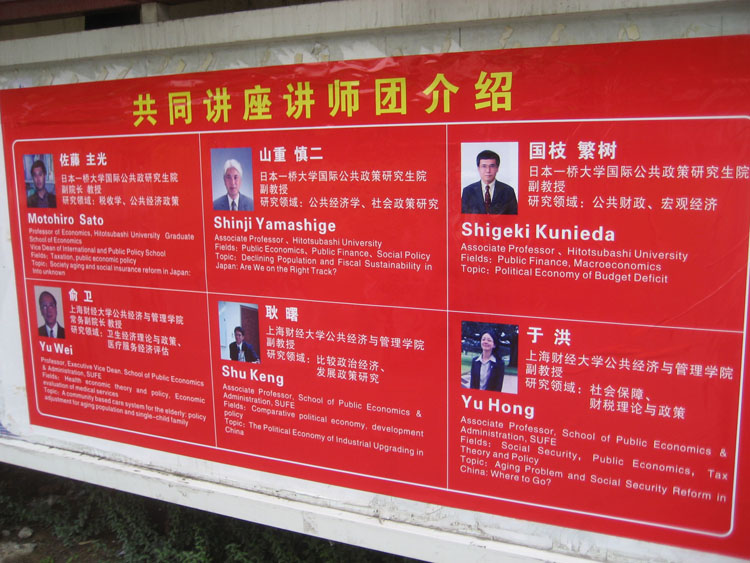 共同讲座讲师团介绍
佐藤 主光
日本一桥大学国际公共政研究生院
副院长 教授
研究领域：税收学、公共经济政策
Motohiro Sato
Professor of Economics, Hitotsubashi University Graduate
School of Economics
Vice Dean of International and Public Policy School
Fields: Taxation, public economic policy
Topic: Society aging and social insurance reform in Japan:
Into unknown
山重 慎二
日本一桥大学国际公共政策研究生院
副教授
研究领域：公共经济学、社会政策研究
Shinji Yamashige
Associate Professor 、Hitotsubashi University
Fields: Public Economics, Public Finance, Social Policy
Topic: Declining Population and Fiscal Sustainability in
Japan: Are We on the Right Track?
国枝 繁树
日本一桥大学国际公共政策研究生院
副教授
研究领域：公共财政、宏观经济
Shigeki Kunieda
Associate Professor 、Hitotsubashi University
Fields: Public Finance, Macroeconomics
Topic: Political Economy of Budget Deficit
俞 卫
上海财经大学公共经济与管理学院
常务副院长 教授
研究领域：卫生经济理论与政策、
医疗服务经济评估
Yu Wei
Professor, Executive Vice Dean. School of Public Economics
& Administration, SUFE
Fields: Health economic theory and policy, Economic
evaluation of medical services
Topic: A community based care system for the elderly: policy
adjustment for aging population and single-child family
耿 曙
上海财经大学公共经济与管理学院
副教授
研究领域：比较政治经济、
发展政策研究
Shu Keng
Associate Professor, School of Public Economics &
Administration, SUFE
Fields: Comparative political economy, development
policy
Topic: The Political Economy of Industrial Upgrading in
China
于 洪
上海财经大学公共经济与管理学院
副教授
研究领域：社会保障、
财税理论与政策
Yu Hong
Associate Professor, School of Public Economics &
Administration, SUFE
Fields: Social Security, Public Economics, Tax
Theory and Policy
Topic: Aging Problem and Social Security Reform in
China: Where to Go?